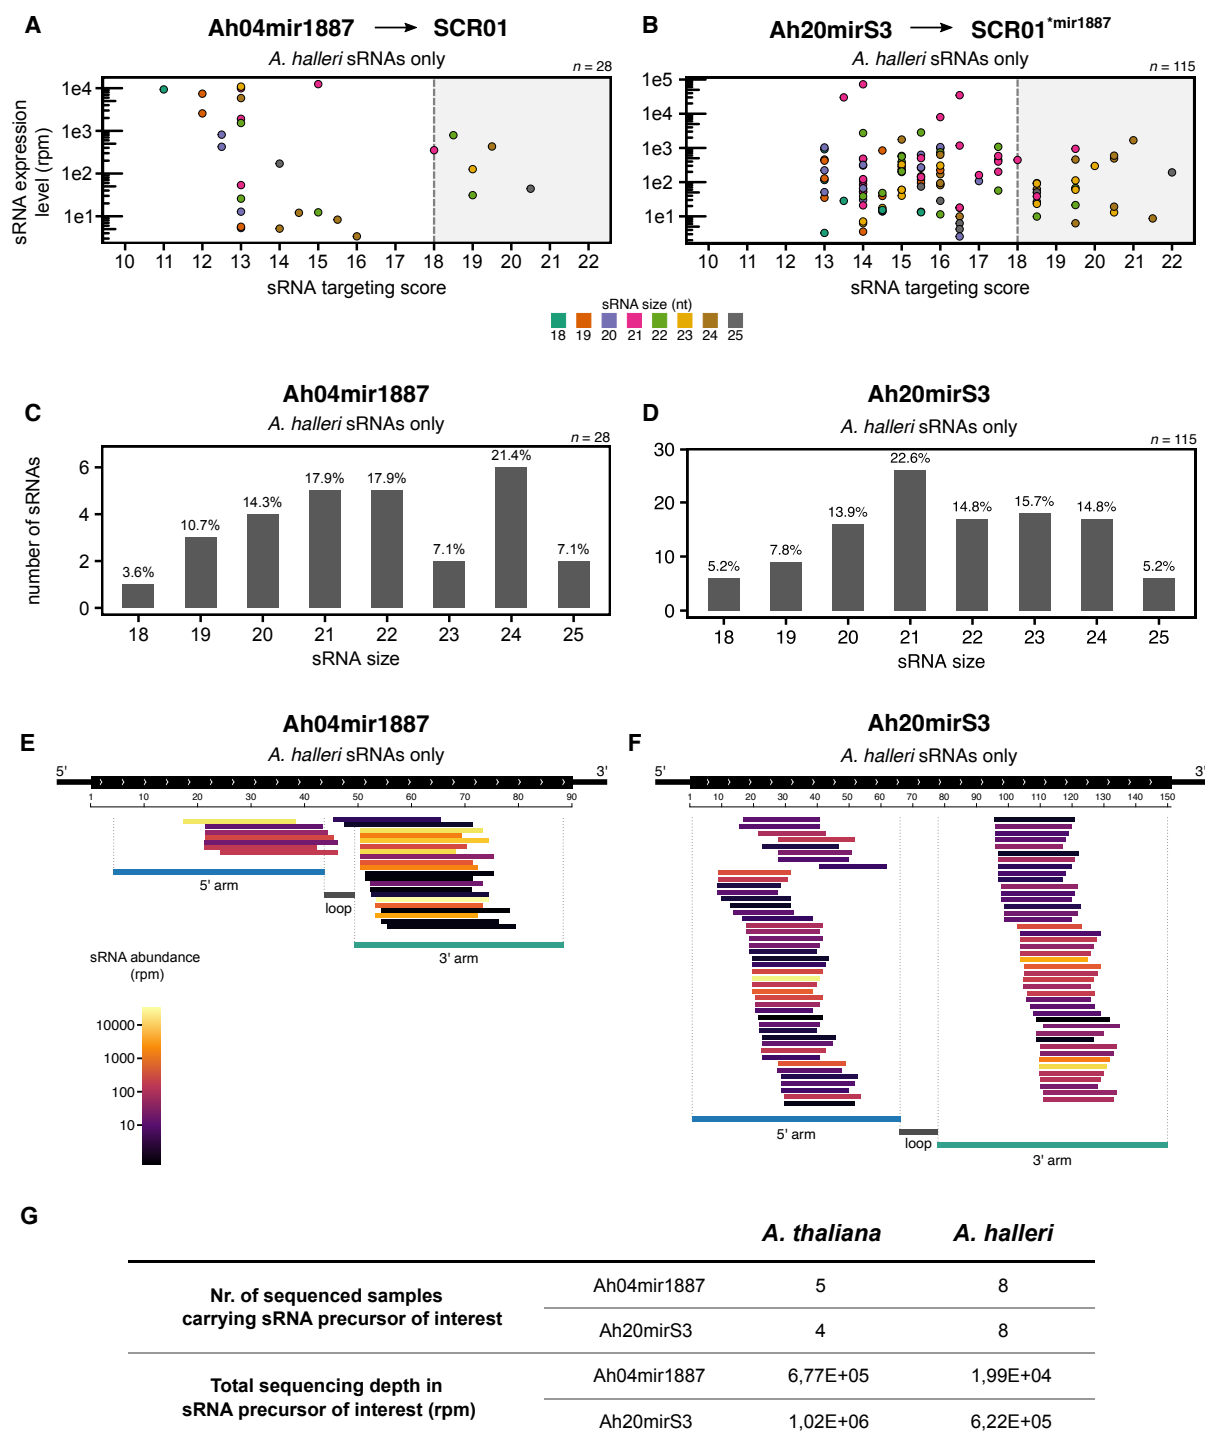 A
Ah04mir1887 → SCR01
A. halleri sRNAs only
n = 28
1e4
1e3
1e2
1e1
sRNA expression
level (rpm)
10 11 12 13 14 15 16 17 18 19 20 21 22
sRNA targeting score
B
Ah20mirS3 → SCR01*mir1887
A. halleri sRNAs only
n = 115
1e5
1e4
1e3
1e2
1e1
10 11 12 13 14 15 16 17 18 19 20 21 22
sRNA targeting score
sRNA size (nt)
18 19 20 21 22 23 24 25
C
Ah04mir1887
A. halleri sRNAs only
n = 28
number of sRNAs
6
4
2
0
3.6% 10.7% 14.3% 17.9% 17.9% 7.1% 21.4% 7.1%
18 19 20 21 22 23 24 25
sRNA size
D
Ah20mirS3
A. halleri sRNAs only
n = 115
30
20
10
0
5.2% 7.8% 13.9% 22.6% 14.8% 15.7% 14.8% 5.2%
18 19 20 21 22 23 24 25
sRNA size
E
Ah04mir1887
A. halleri sRNAs only
5' 3'
1 10 20 30 40 50 60 70 80 90
5' arm
loop
3' arm
sRNA abundance
(rpm)
10000
1000
100
10
F
Ah20mirS3
A. halleri sRNAs only
5' 3'
1 10 20 30 40 50 60 70 80 90 100 110 120 130 140 150
5' arm
loop
3' arm
G
A. thaliana A. halleri
Nr. of sequenced samples
carrying sRNA precursor of interest
Ah04mir1887 5 8
Ah20mirS3 4 8
Total sequencing depth in
sRNA precursor of interest (rpm)
Ah04mir1887 6,77E+05 1,99E+04
Ah20mirS3 1,02E+06 6,22E+05